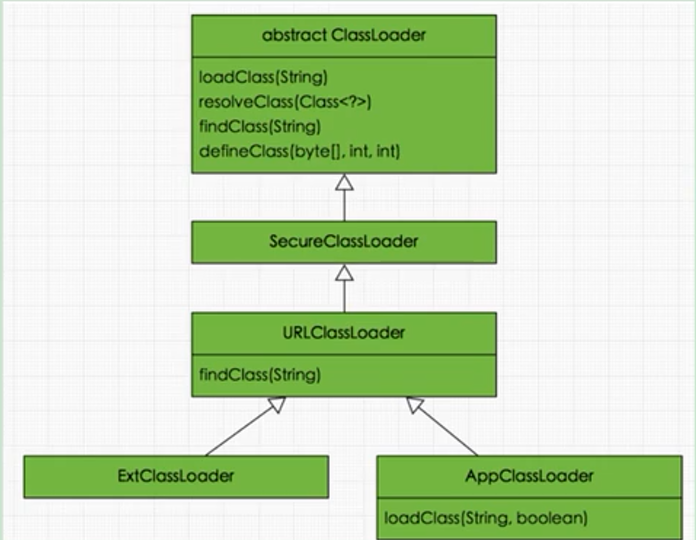 abstract ClassLoader
loadClass(String)
resolveClass(Class<?>)
findClass(String)
defineClass(byte[], int, int)
SecureClassLoader
URLClassLoader
findClass(String)
ExtClassLoader
AppClassLoader
loadClass(String, boolean)